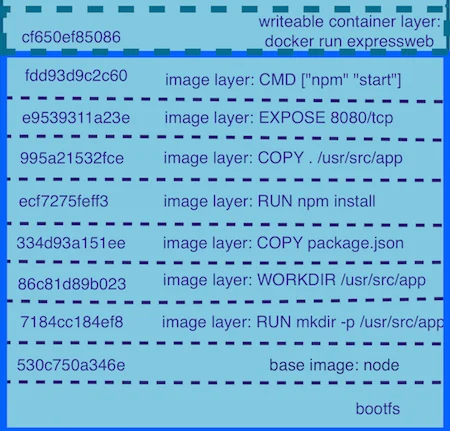 writeable container layer:
cf650ef85086 docker run expressweb
fdd93d9c2c60 image layer: CMD ["npm" "start"]
e9539311a23e image layer: EXPOSE 8080/tcp
995a21532fce image layer: COPY . /usr/src/app
ecf7275feff3 image layer: RUN npm install
334d93a151ee image layer: COPY package.json
86c81d89b023 image layer: WORKDIR /usr/src/app
7184cc184ef8 image layer: RUN mkdir -p /usr/src/app
530c750a346e base image: node
bootfs